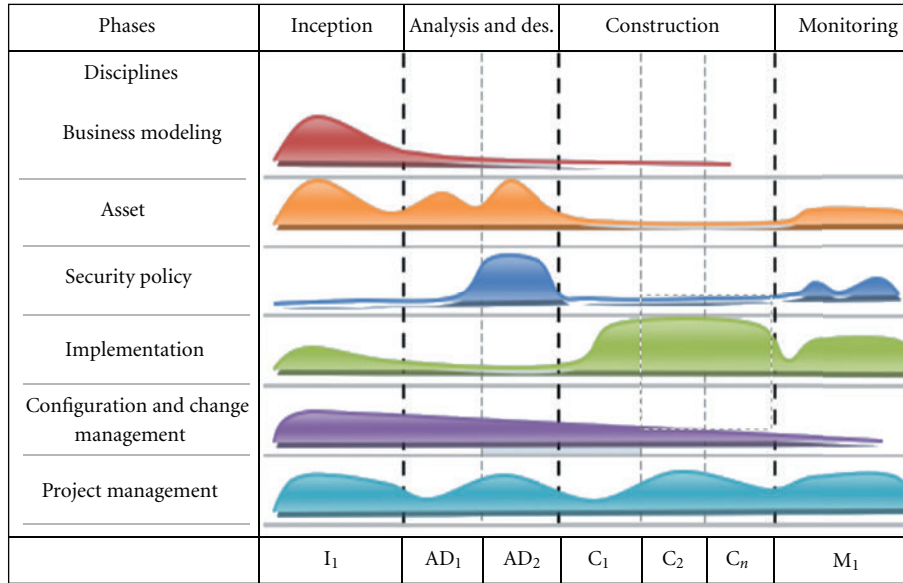 Phases Inception Analysis and des. Construction Monitoring
Disciplines
Business modeling
Asset
Security policy
Implementation
Configuration and change
management
Project management
I₁ AD₁ AD₂ C₁ C₂ Cₙ M₁